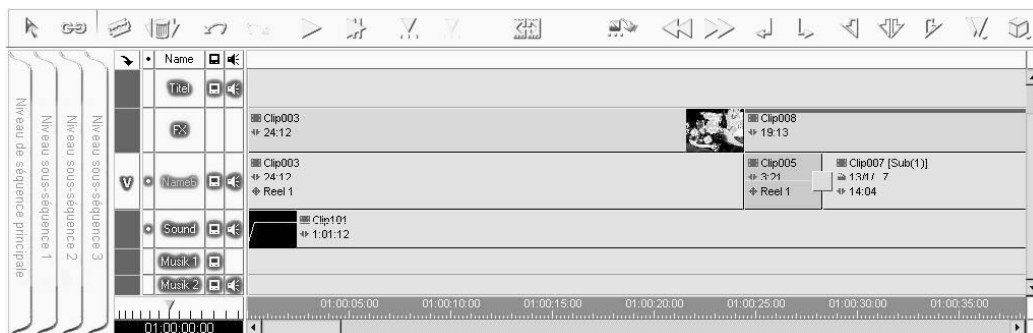 Niveau de séquence principale
Niveau sous-séquence 1
Niveau sous-séquence 2
Niveau sous-séquence 3
Name
Titel
FX
Clip003
24:12
Clip008
19:13
V
Name6
Clip003
24:12
Reel 1
Clip005
3:21
Reel 1
Clip007 [Sub(1)]
14:04
Sound
Clip101
1:01:12
Musik 1
Musik 2
01:00:05:00 01:00:10:00 01:00:15:00 01:00:20:00 01:00:25:00 01:00:30:00 01:00:35:00
01:00:00:00